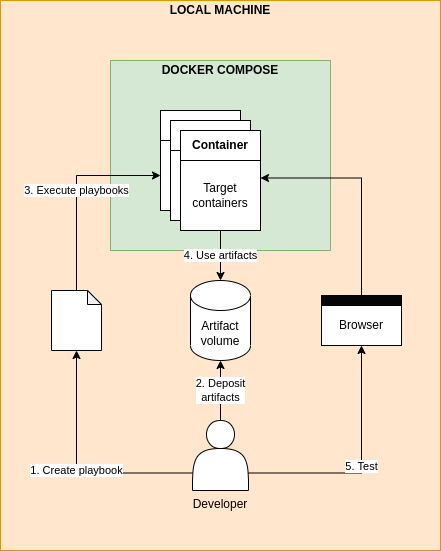 LOCAL MACHINE
DOCKER COMPOSE
Container
Target
containers
3. Execute playbooks
4. Use artifacts
Artifact
volume
Browser
2. Deposit
artifacts
1. Create playbook
5. Test
Developer